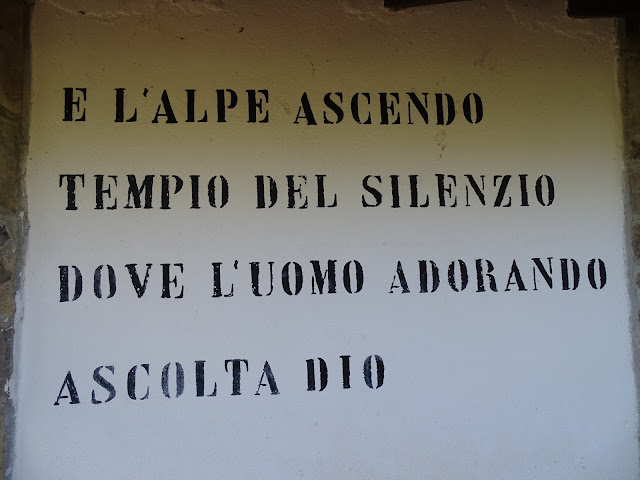 E L'ALPE ASCENDO
TEMPIO DEL SILENZIO
DOVE L'UOMO ADORANDO
ASCOLTA DIO